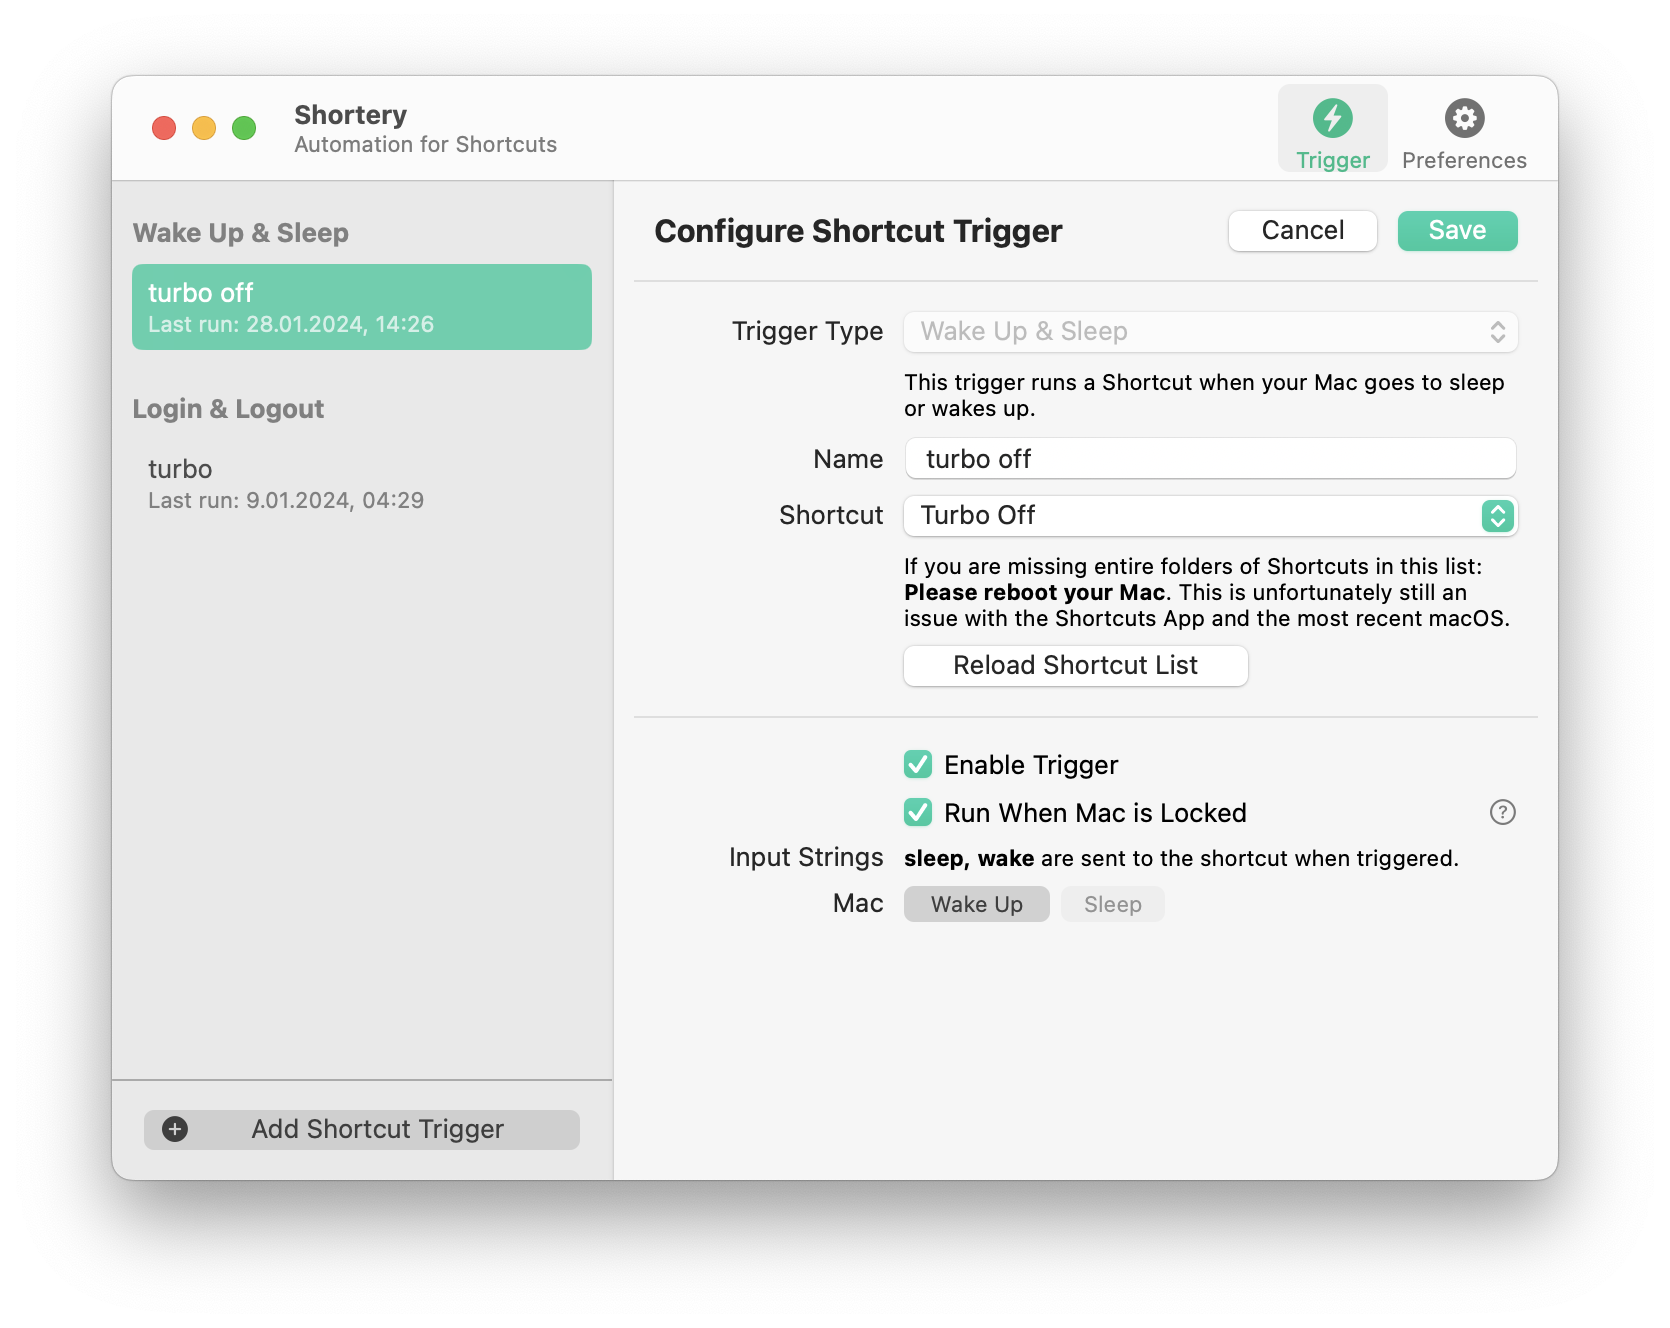 Shortery
Automation for Shortcuts
Trigger
Preferences
Wake Up & Sleep
turbo off
Last run: 28.01.2024, 14:26
Login & Logout
turbo
Last run: 9.01.2024, 04:29
Add Shortcut Trigger
Configure Shortcut Trigger
Cancel
Save
Trigger Type
Wake Up & Sleep
This trigger runs a Shortcut when your Mac goes to sleep
or wakes up.
Name
turbo off
Shortcut
Turbo Off
If you are missing entire folders of Shortcuts in this list:
Please reboot your Mac. This is unfortunately still an
issue with the Shortcuts App and the most recent macOS.
Reload Shortcut List
Enable Trigger
Run When Mac is Locked
?
Input Strings
sleep, wake are sent to the shortcut when triggered.
Mac
Wake Up
Sleep